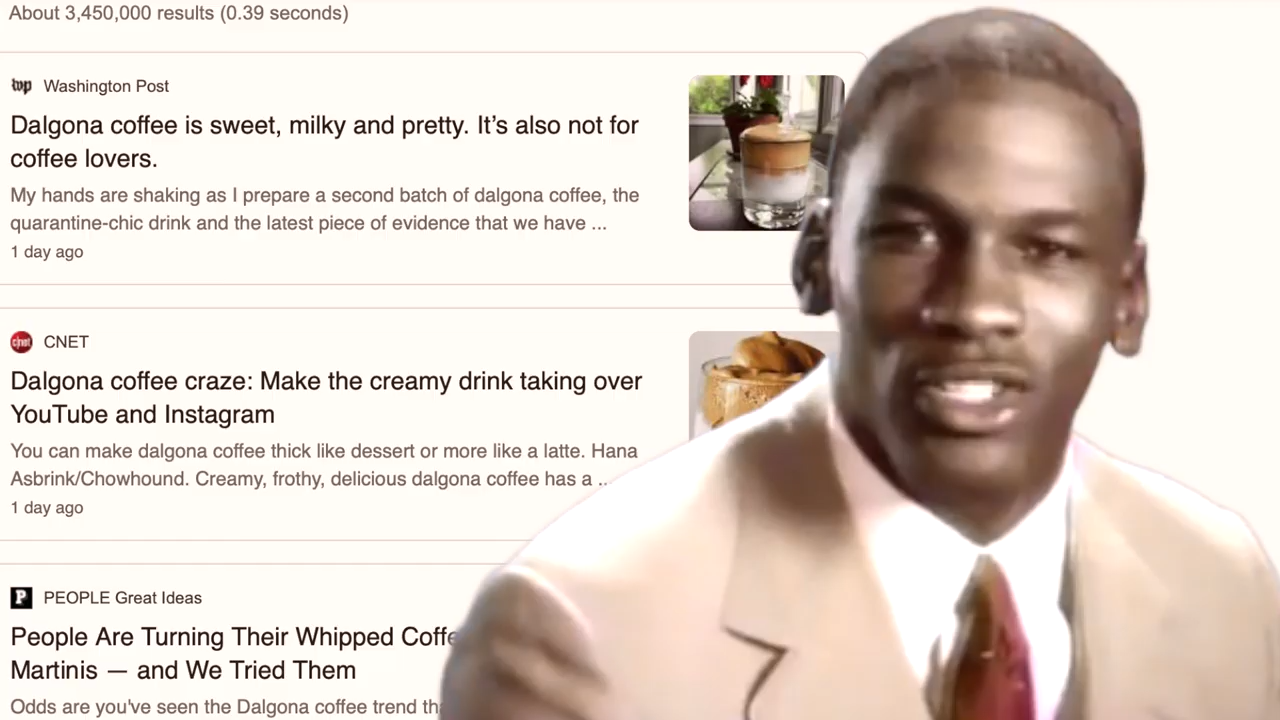 About 3,450,000 results (0.39 seconds)
wp Washington Post
Dalgona coffee is sweet, milky and pretty. It’s also not for
coffee lovers.
My hands are shaking as I prepare a second batch of dalgona coffee, the
quarantine-chic drink and the latest piece of evidence that we have ...
1 day ago
c|net CNET
Dalgona coffee craze: Make the creamy drink taking over
YouTube and Instagram
You can make dalgona coffee thick like dessert or more like a latte. Hana
Asbrink/Chowhound. Creamy, frothy, delicious dalgona coffee has a ..
1 day ago
P PEOPLE Great Ideas
People Are Turning Their Whipped Coffe
Martinis — and We Tried Them
Odds are you've seen the Dalgona coffee trend th